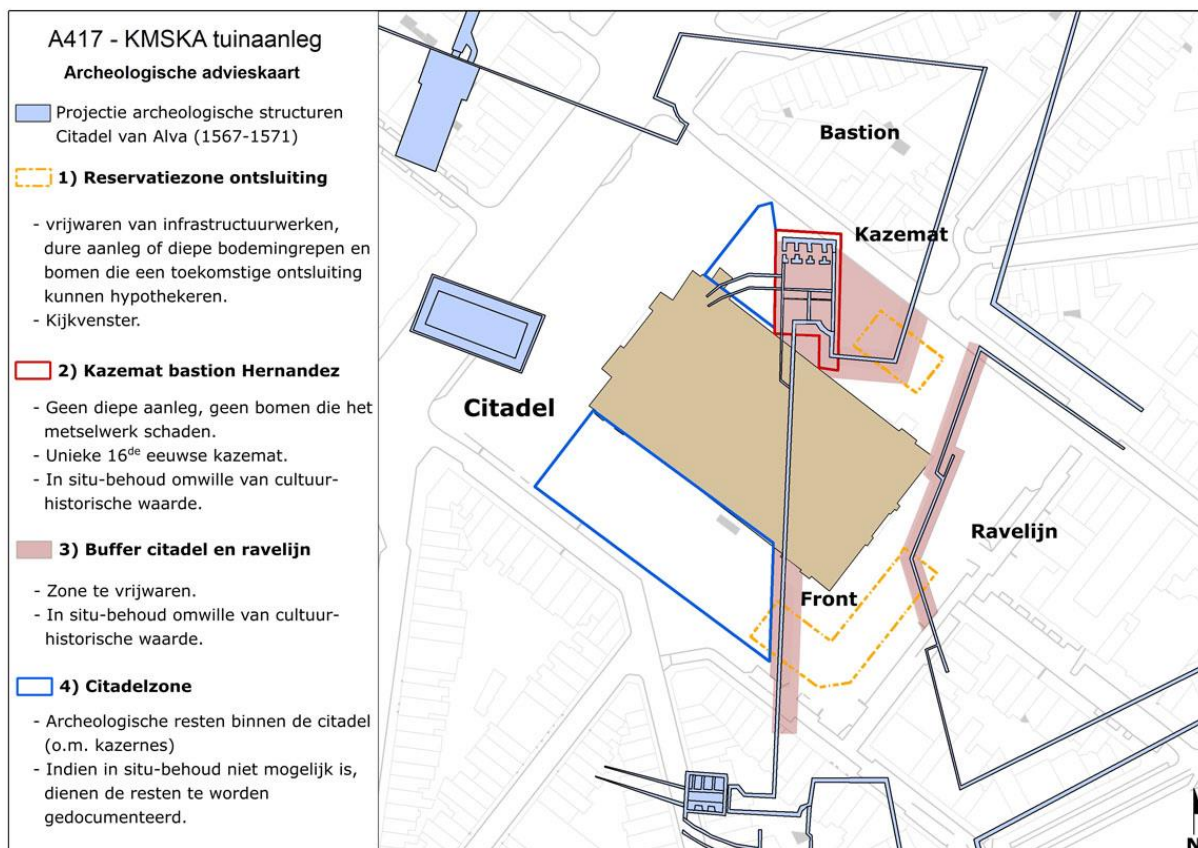 A417 - KMSKA tuinaanleg
Archeologische advieskaart
Projectie archeologische structuren
Citadel van Alva (1567-1571)
1) Reservatiezone ontsluiting
- vrijwaren van infrastructuurwerken,
dure aanleg of diepe bodemingrepen en
bomen die een toekomstige ontsluiting
kunnen hypothekeren.
- Kijkvenster.
2) Kazemat bastion Hernandez
- Geen diepe aanleg, geen bomen die het
metselwerk schaden.
- Unieke 16de eeuwse kazemat.
- In situ-behoud omwille van cultuur-
historische waarde.
3) Buffer citadel en ravelijn
- Zone te vrijwaren.
- In situ-behoud omwille van cultuur-
historische waarde.
4) Citadelzone
- Archeologische resten binnen de citadel
(o.m. kazernes)
- Indien in situ-behoud niet mogelijk is,
dienen de resten te worden
gedocumenteerd.
Bastion
Kazemat
Citadel
Ravelijn
Front
N